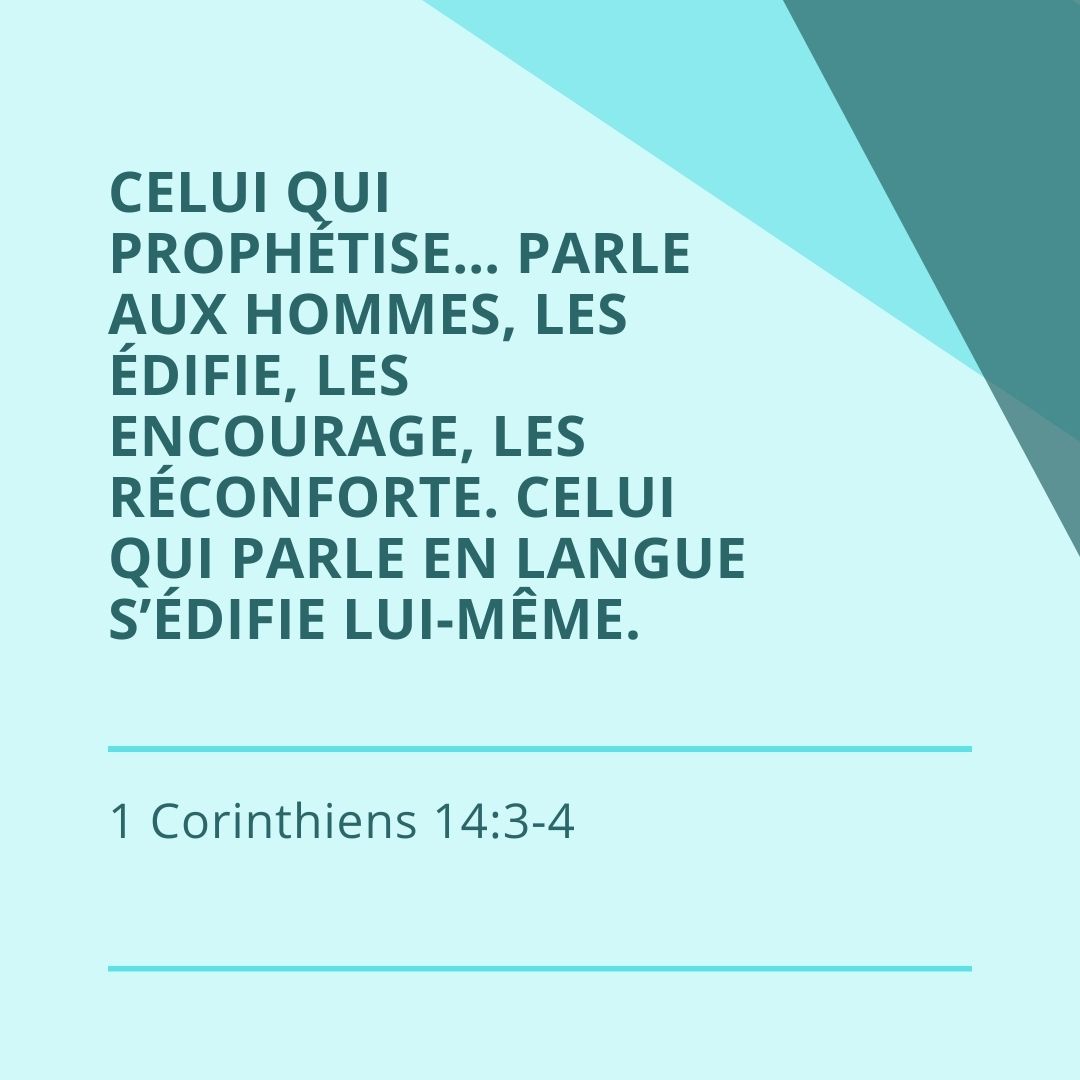 CELUI QUI
PROPHÉTISE... PARLE
AUX HOMMES, LES
ÉDIFIE, LES
ENCOURAGE, LES
RÉCONFORTE. CELUI
QUI PARLE EN LANGUE
S’ÉDIFIE LUI-MÊME.
1 Corinthiens 14:3-4